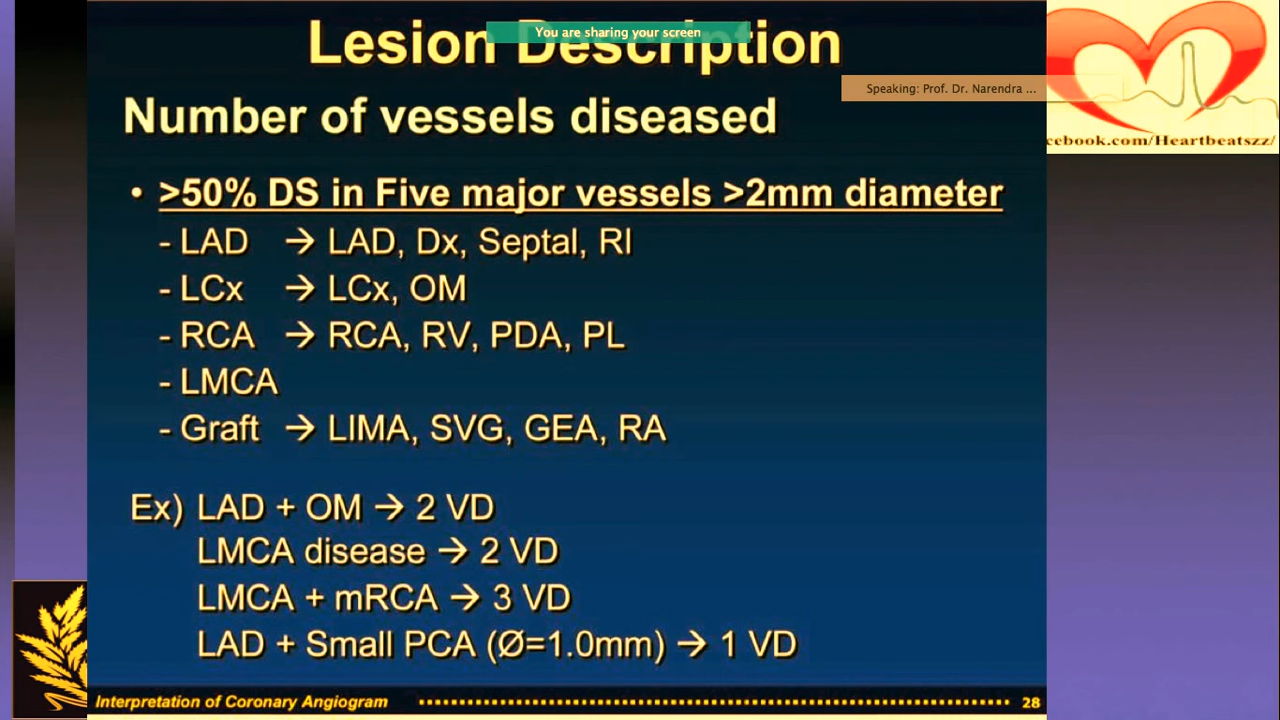 Lesion Description
You are sharing your screen
Speaking: Prof. Dr. Narendra ...
cebook.com/Heartbeatszz/
Number of vessels diseased
• >50% DS in Five major vessels >2mm diameter
- LAD → LAD, Dx, Septal, RI
- LCx → LCx, OM
- RCA → RCA, RV, PDA, PL
- LMCA
- Graft → LIMA, SVG, GEA, RA
Ex) LAD + OM → 2 VD
LMCA disease → 2 VD
LMCA + mRCA → 3 VD
LAD + Small PCA (Ø=1.0mm) → 1 VD
Interpretation of Coronary Angiogram
28